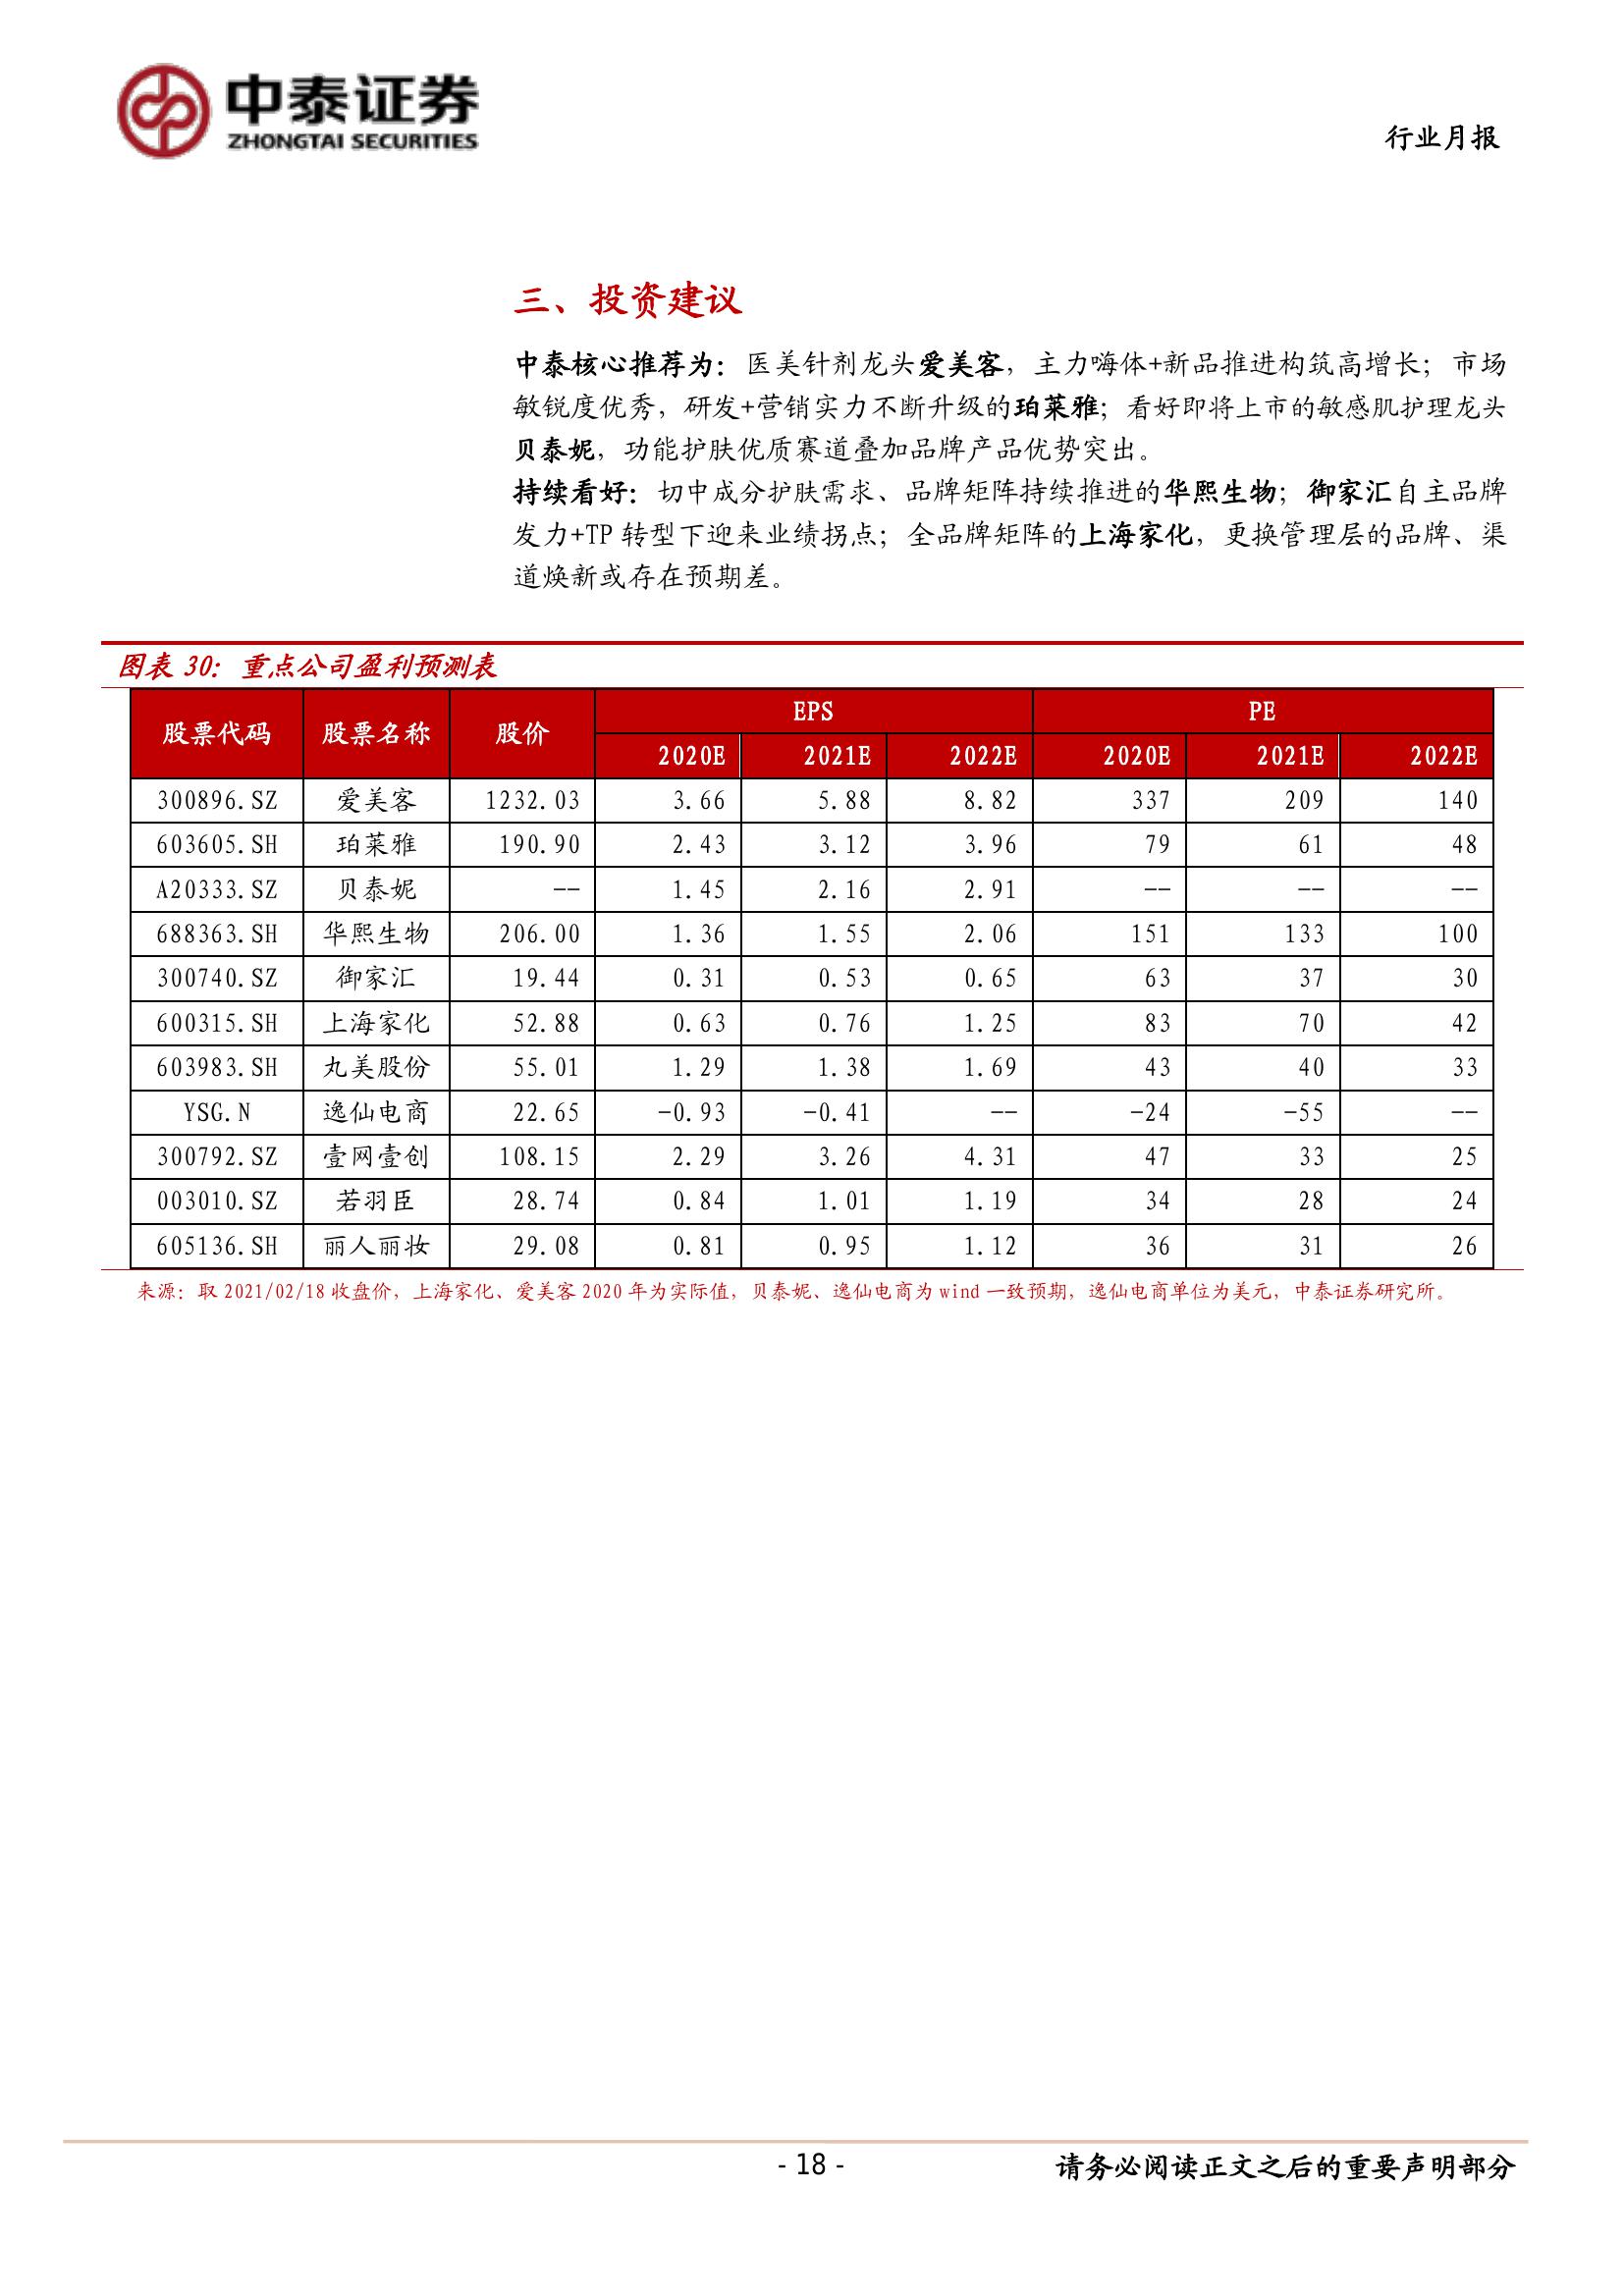 中泰证券
ZHONGTAI SECURITIES
行业月报
三、投资建议
中泰核心推荐为：医美针剂龙头爱美客，主力嗨体+新品推进构筑高增长；市场
敏锐度优秀，研发+营销实力不断升级的珀莱雅；看好即将上市的敏感肌护理龙头
贝泰妮，功能护肤优质赛道叠加品牌产品优势突出。
持续看好：切中成分护肤需求、品牌矩阵持续推进的华熙生物；御家汇自主品牌
发力+TP 转型下迎来业绩拐点；全品牌矩阵的上海家化，更换管理层的品牌、渠
道焕新或存在预期差。
图表 30：重点公司盈利预测表
股票代码 股票名称 股价 EPS PE
2020E 2021E 2022E 2020E 2021E 2022E
300896.SZ 爱美客 1232.03 3.66 5.88 8.82 337 209 140
603605.SH 珀莱雅 190.90 2.43 3.12 3.96 79 61 48
A20333.SZ 贝泰妮 —— 1.45 2.16 2.91 —— —— ——
688363.SH 华熙生物 206.00 1.36 1.55 2.06 151 133 100
300740.SZ 御家汇 19.44 0.31 0.53 0.65 63 37 30
600315.SH 上海家化 52.88 0.63 0.76 1.25 83 70 42
603983.SH 丸美股份 55.01 1.29 1.38 1.69 43 40 33
YSG.N 逸仙电商 22.65 -0.93 -0.41 —— -24 -55 ——
300792.SZ 壹网壹创 108.15 2.29 3.26 4.31 47 33 25
003010.SZ 若羽臣 28.74 0.84 1.01 1.19 34 28 24
605136.SH 丽人丽妆 29.08 0.81 0.95 1.12 36 31 26
来源：取 2021/02/18 收盘价，上海家化、爱美客 2020 年为实际值，贝泰妮、逸仙电商为 wind 一致预期，逸仙电商单位为美元，中泰证券研究所。
- 18 -
请务必阅读正文之后的重要声明部分